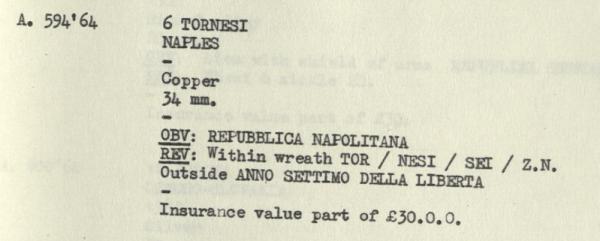 A. 594'64 6 TORNESI
NAPLES
-
Copper
34 mm.
-
OBV: REPUBBLICA NAPOLITANA
REV: Within wreath TOR / NESI / SEI / Z.N.
Outside ANNO SETTIMO DELLA LIBERTA
-
Insurance value part of £30.0.0.